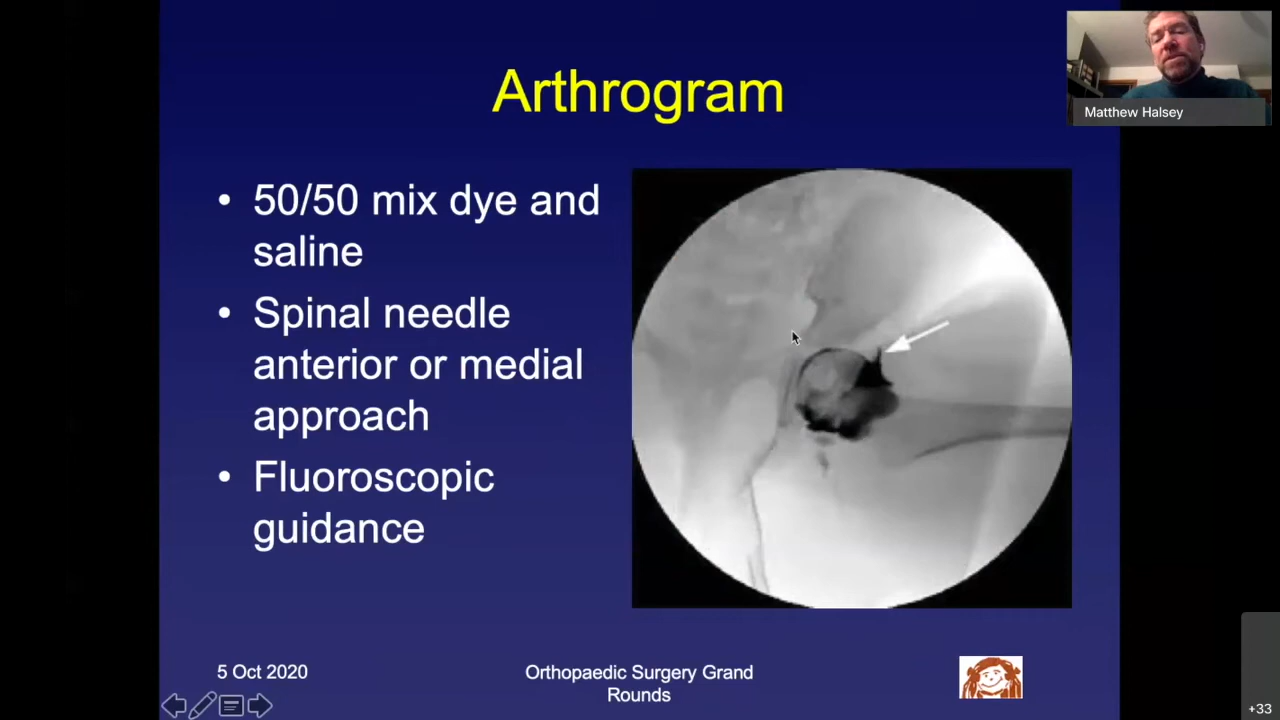 Arthrogram
Matthew Halsey
• 50/50 mix dye and
saline
• Spinal needle
anterior or medial
approach
• Fluoroscopic
guidance
5 Oct 2020
Orthopaedic Surgery Grand
Rounds
+33